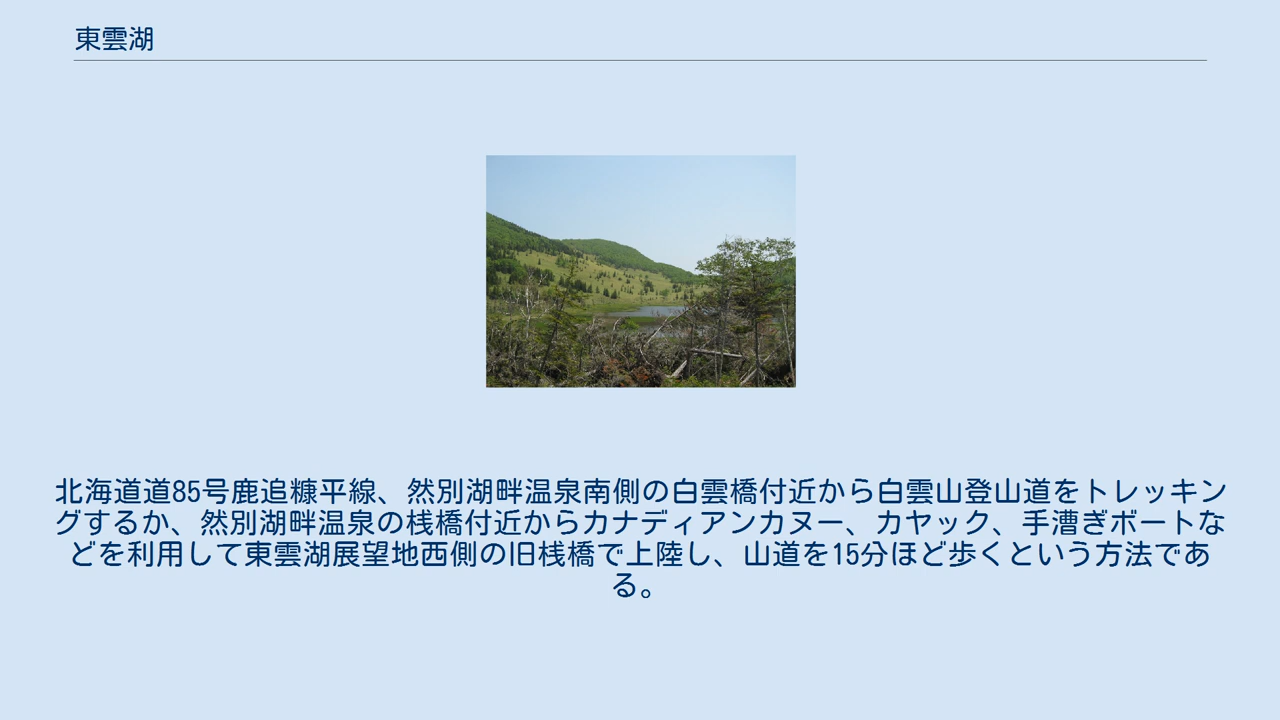 東雲湖
北海道道85号鹿追糠平線、然別湖畔温泉南側の白雲橋付近から白雲山登山道をトレッキン
グするか、然別湖畔温泉の桟橋付近からカナディアンカヌー、カヤック、手漕ぎボートな
どを利用して東雲湖展望地西側の旧桟橋で上陸し、山道を15分ほど歩くという方法であ
る。